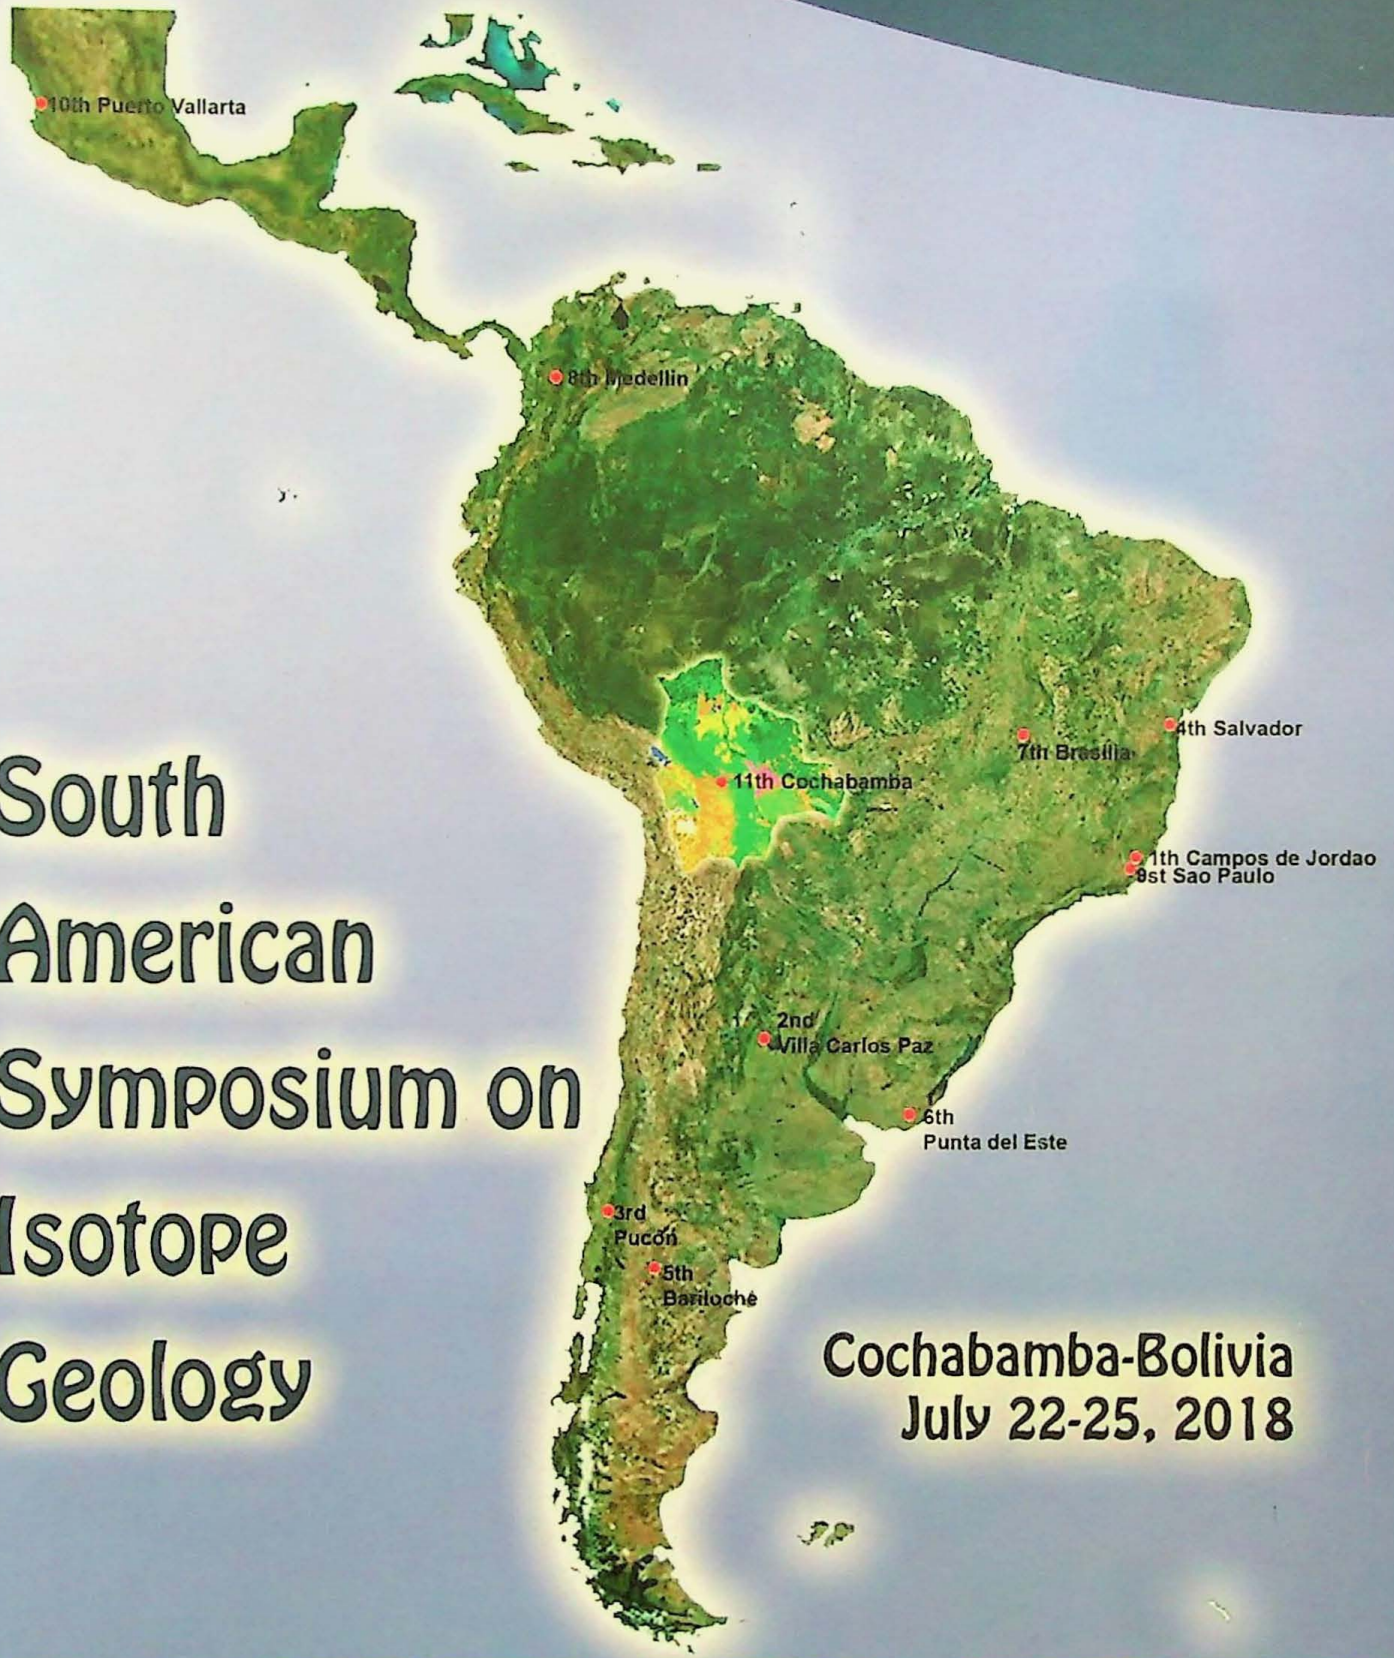 10th Puerto Vallarta
8th Medellin
4th Salvador
7th Brasilia
11th Cochabamba
1th Campos de Jordao
9st Sao Paulo
2nd
Villa Carlos Paz
6th
Punta del Este
3rd
Pucón
5th
Bariloche
South
American
Symposium on
Isotope
Geology
Cochabamba-Bolivia
July 22-25, 2018